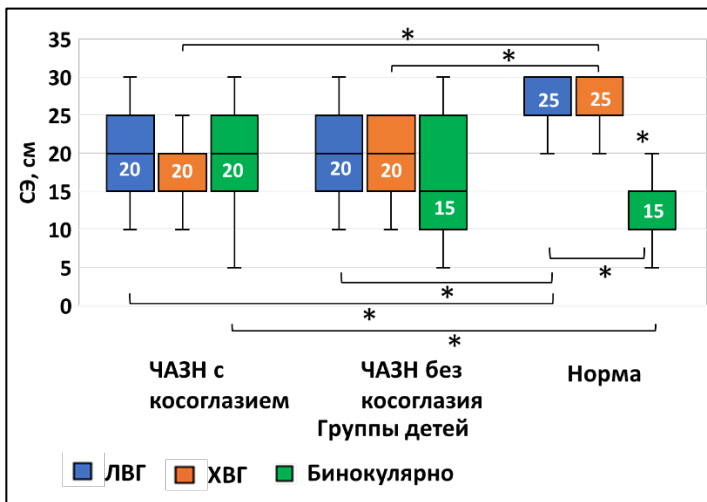 СЭ, см
35
30
25
20
15
10
5
0
*
*
20 20 20
20 20 15
25 25
*
15
*
*
*
*
ЧАЗН с
косоглазием
ЧАЗН без
косоглазия
Норма
Группы детей
ЛВГ ХВГ Бинокулярно